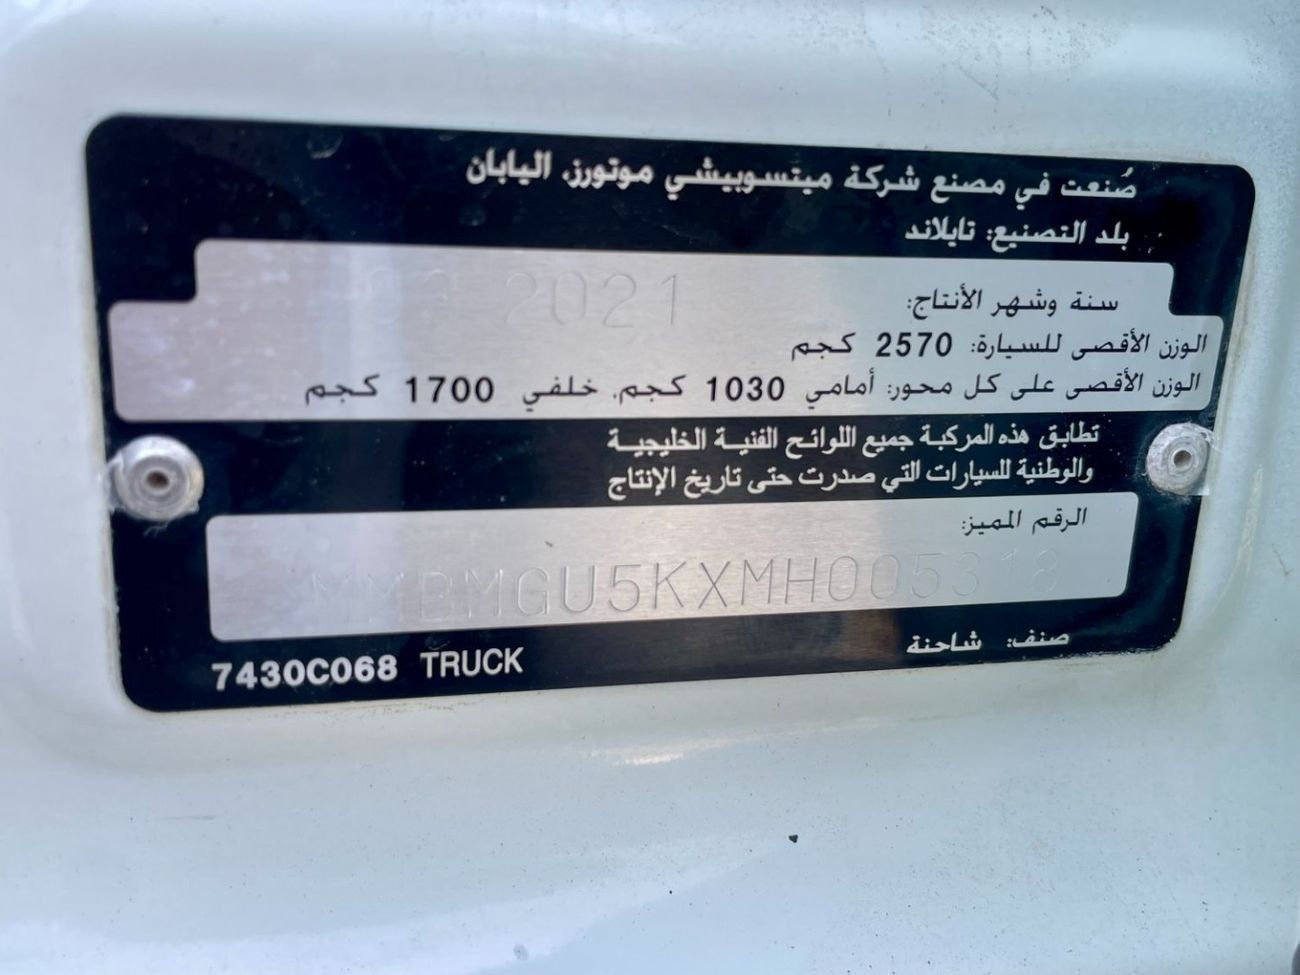 صُنعت في مصنع شركة ميتسوبيشي موتورز. اليابان
بلد التصنيع: تايلاند
سنة وشهر الأنتاج: 2021
الوزن الأقصى للسيارة: 2570 كجم
الوزن الأقصى على كل محور: أمامي 1030 كجم. خلفي 1700 كجم
تطابق هذه المركبة جميع اللوائح الفنية الخليجية
والوطنية للسيارات التي صدرت حتى تاريخ الإنتاج
الرقم المميز:
MMBMGU5KXMH005318
صنف: شاحنة
7430C068 TRUCK